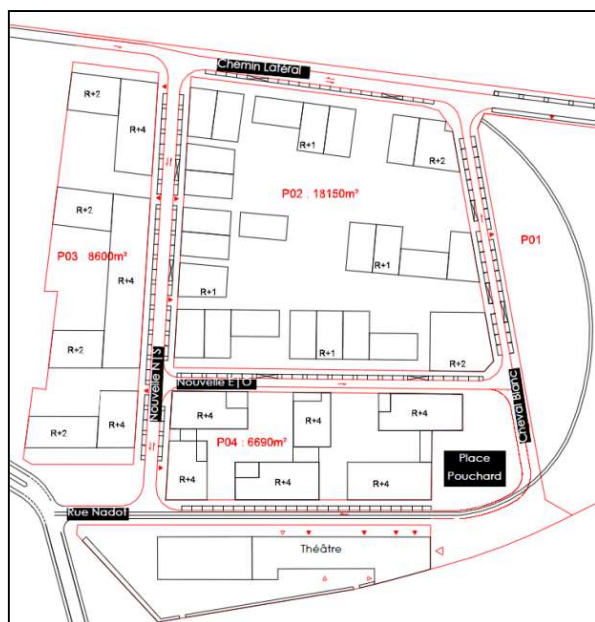 Chemin Latéral
R+2
R+4
R+1
R+2
P02 : 18150m²
R+2
P01
P03 8600m²
R+4
R+1
R+1
R+2
R+1
R+2
Nouvelle N|S
Nouvelle E|O
Cheval Blanc
R+4
R+4
R+4
R+4
R+2
P04 : 6690m²
Place
Pouchard
R+4
R+4
R+4
Rue Nadot
Théâtre